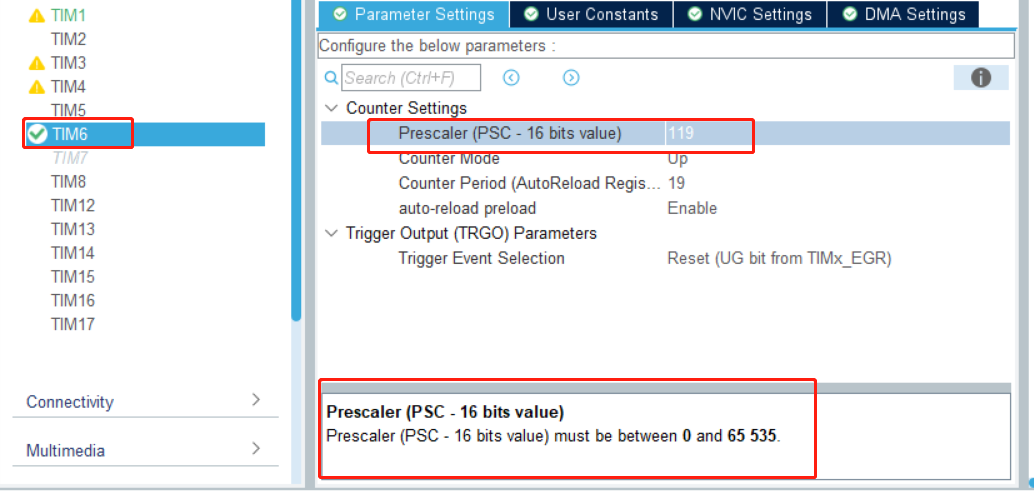 TIM1
TIM2
TIM3
TIM4
TIM5
TIM6
TIM7
TIM8
TIM12
TIM13
TIM14
TIM15
TIM16
TIM17
Connectivity
Multimedia
Parameter Settings User Constants NVIC Settings DMA Settings
Configure the below parameters :
Search (Ctrl+F)
Counter Settings
Prescaler (PSC - 16 bits value) 119
Counter Mode Up
Counter Period (AutoReload Regis... 19
auto-reload preload Enable
Trigger Output (TRGO) Parameters
Trigger Event Selection Reset (UG bit from TIMx_EGR)
Prescaler (PSC - 16 bits value)
Prescaler (PSC - 16 bits value) must be between 0 and 65 535.